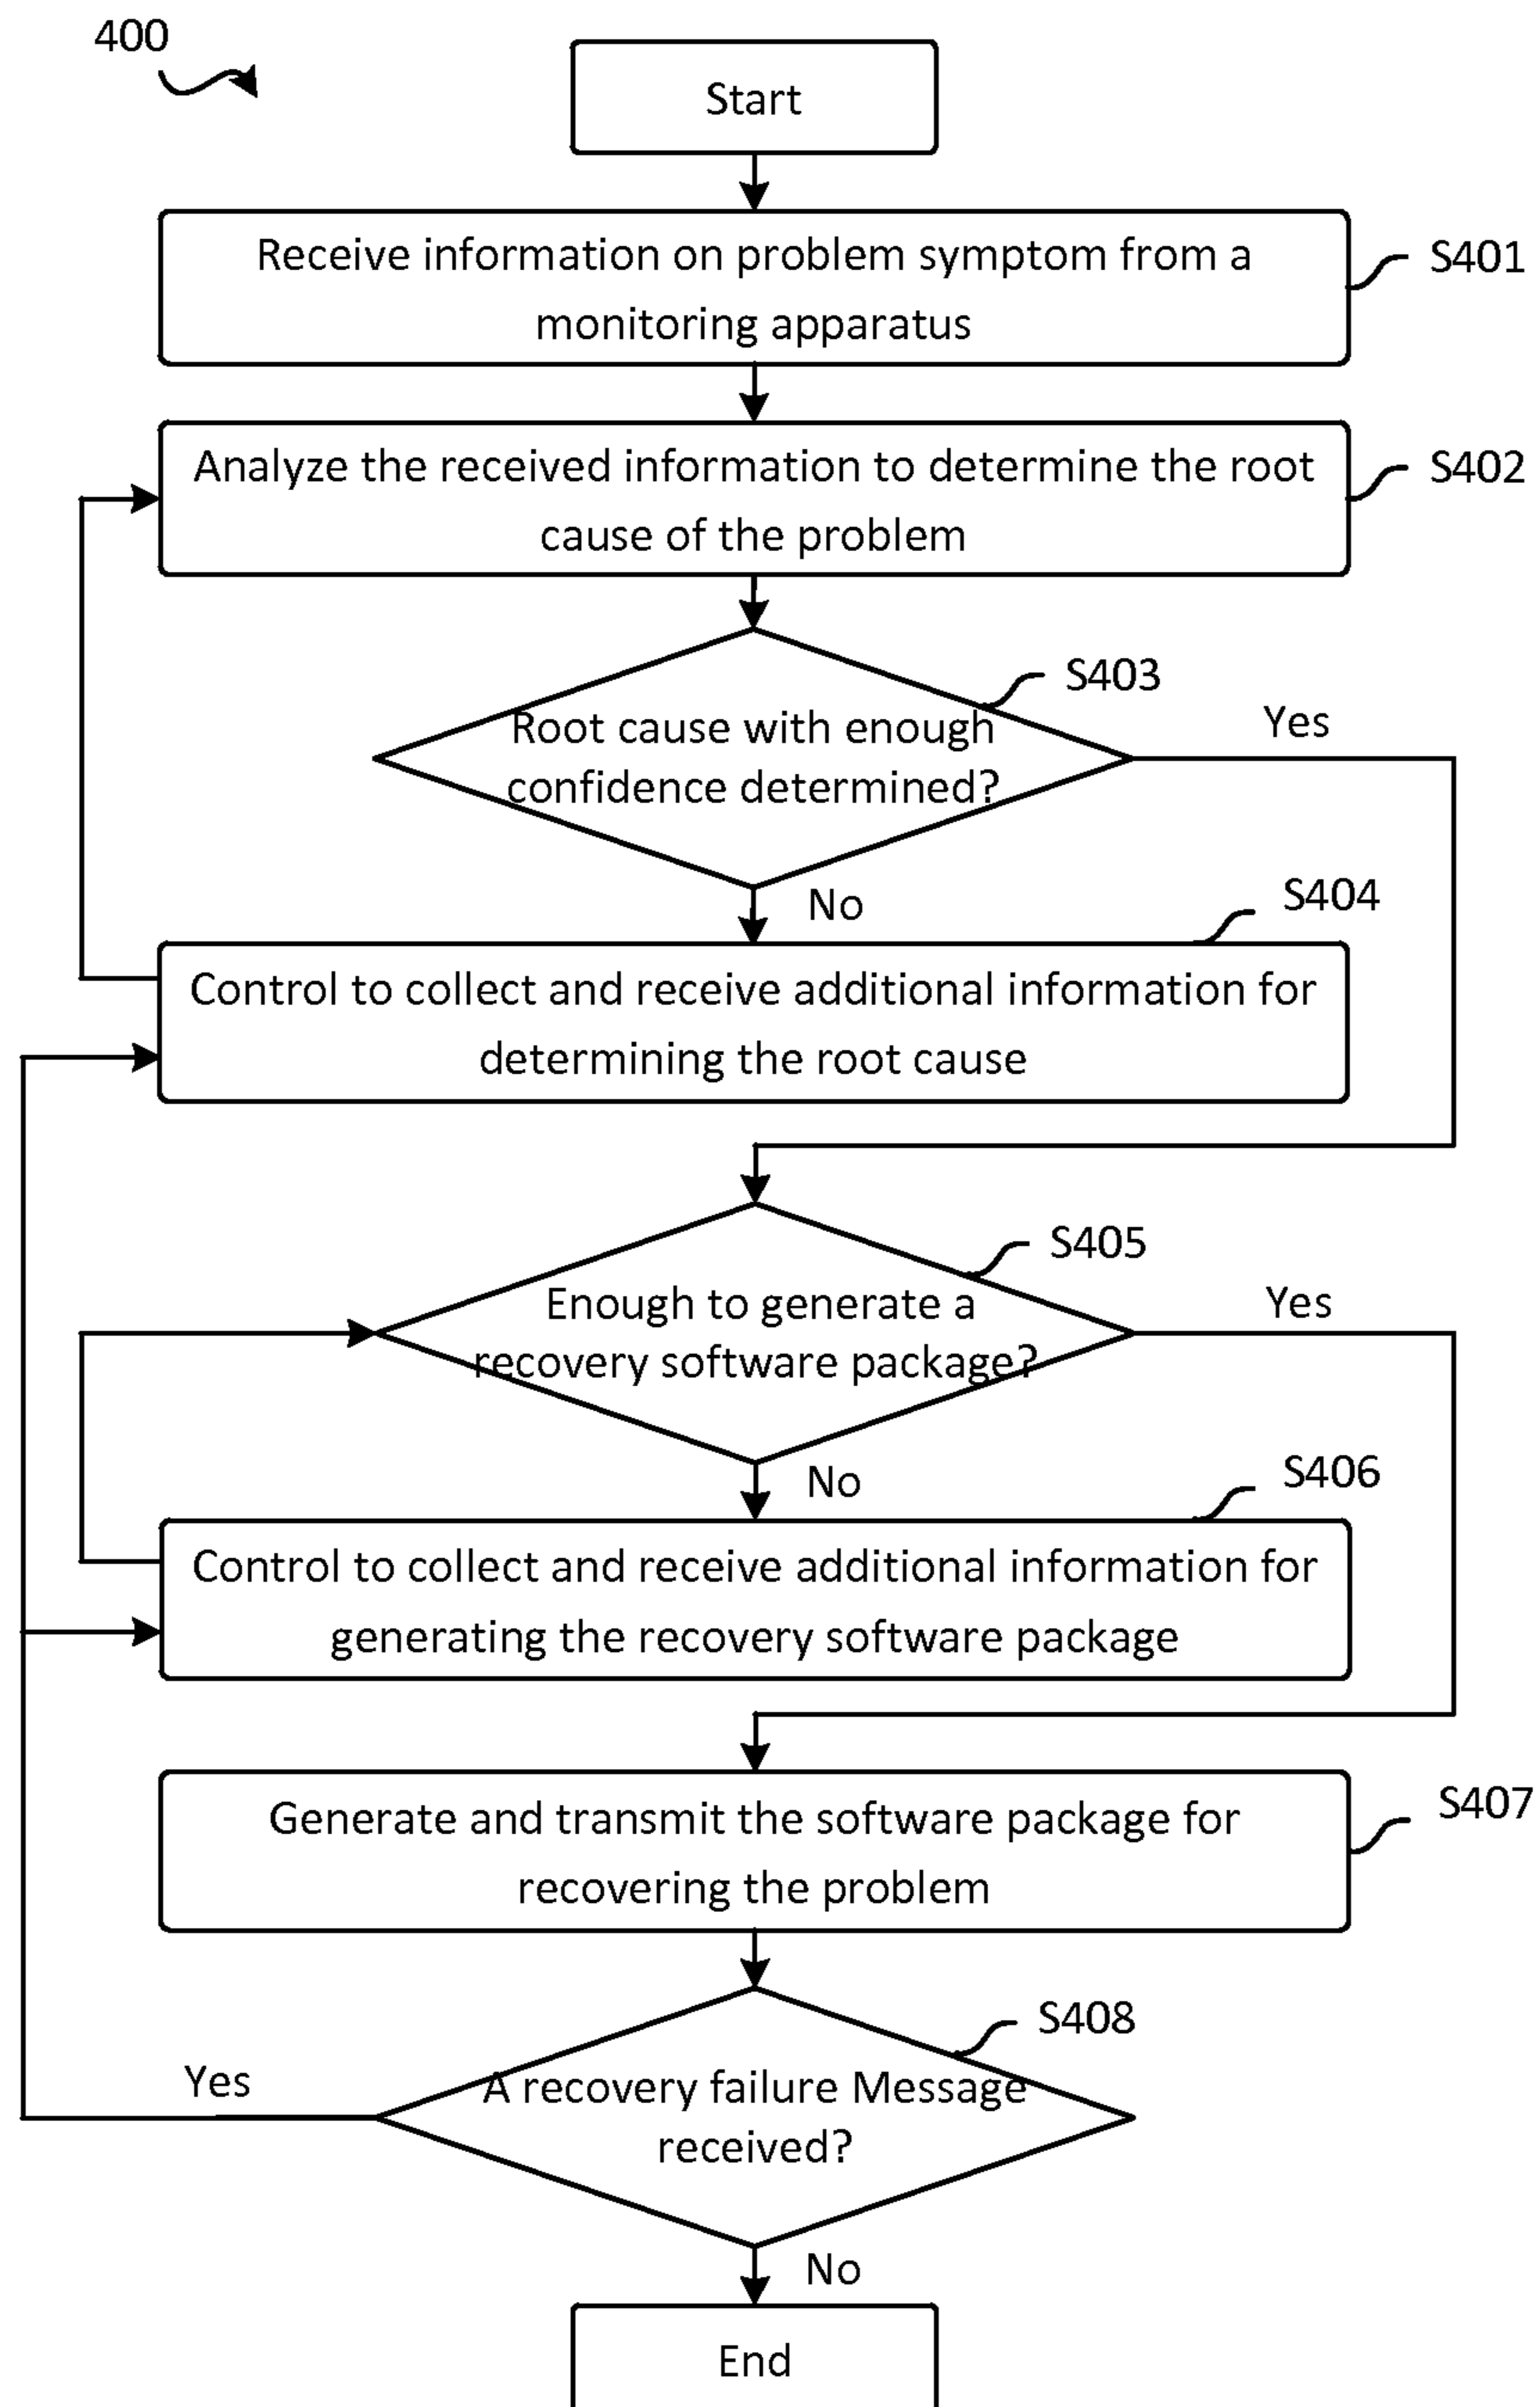 400
Start
Receive information on problem symptom from a
monitoring apparatus
S401
Analyze the received information to determine the root
cause of the problem
S402
S403
Root cause with enough
confidence determined?
Yes
No
S404
Control to collect and receive additional information for
determining the root cause
S405
Enough to generate a
recovery software package?
Yes
No
S406
Control to collect and receive additional information for
generating the recovery software package
Generate and transmit the software package for
recovering the problem
S407
S408
A recovery failure Message
received?
Yes
No
End